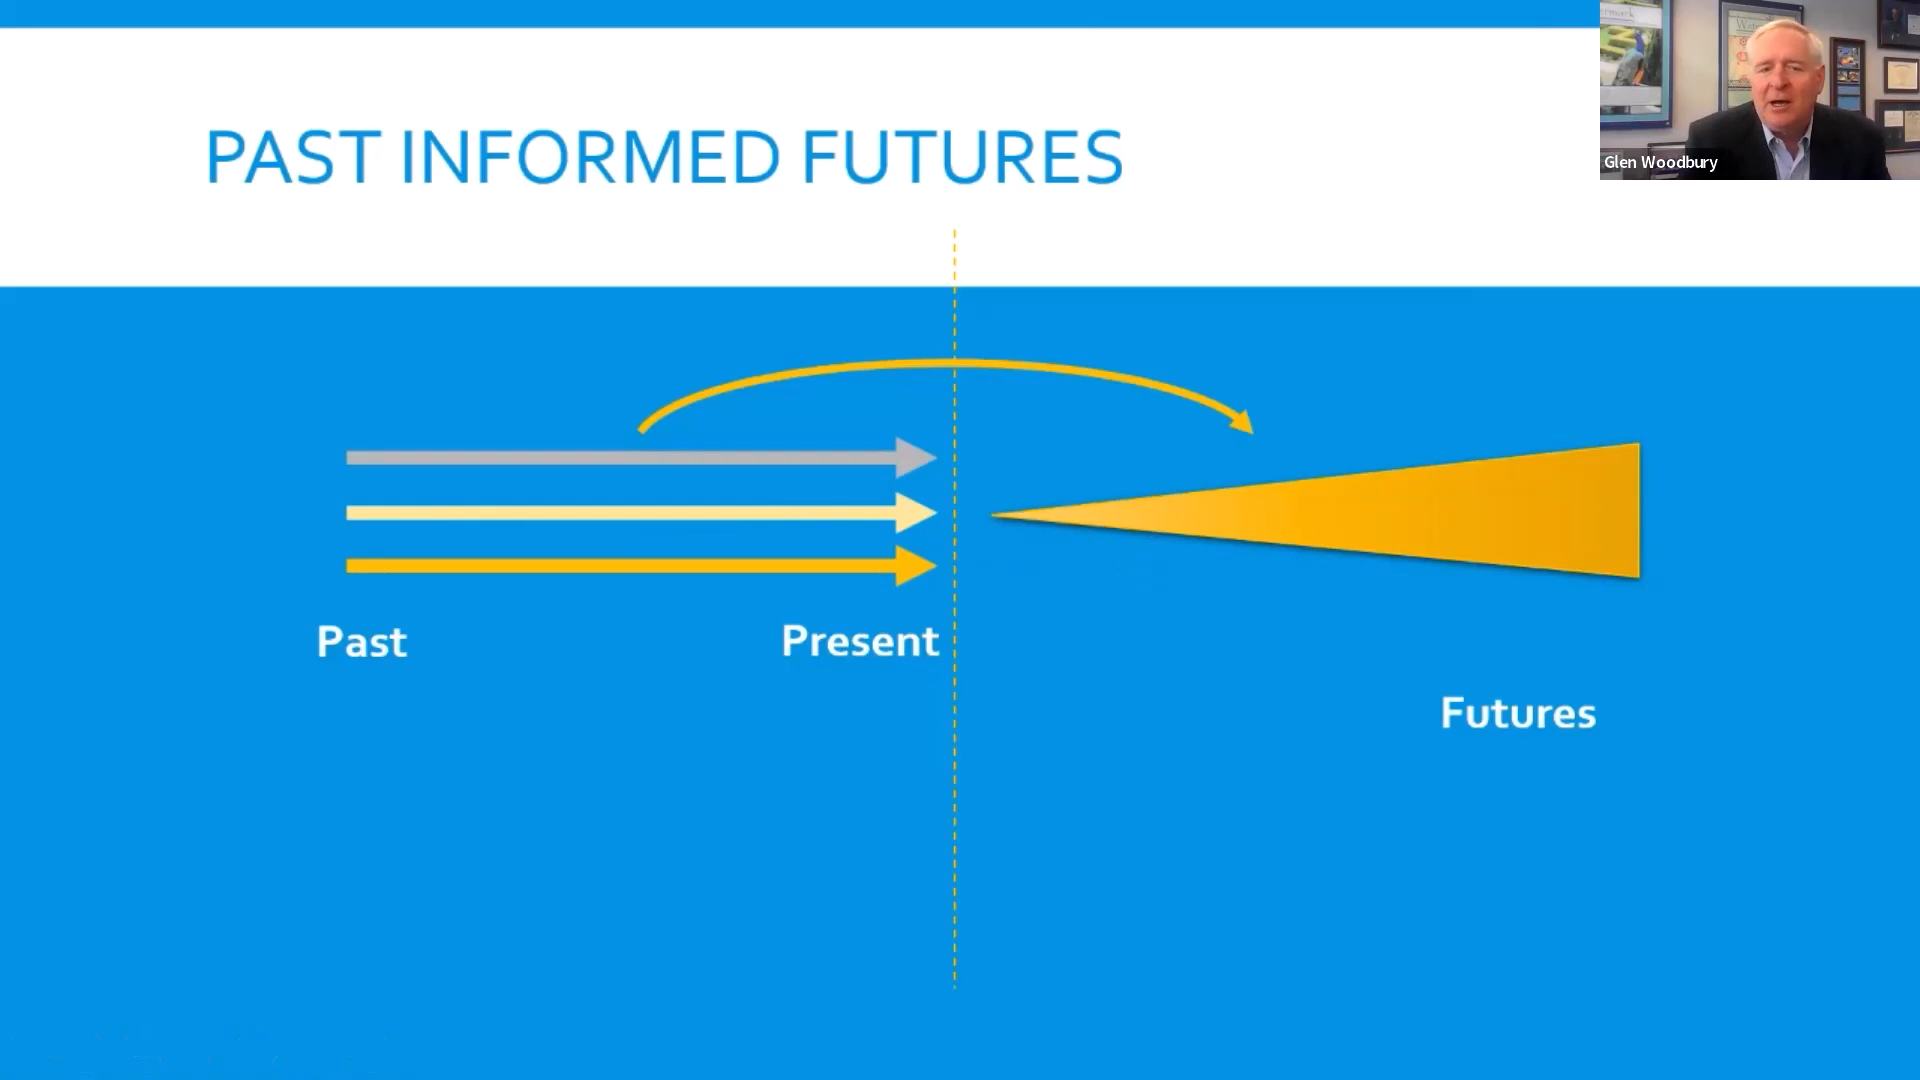 PAST INFORMED FUTURES
Glen Woodbury
Past
Present
Futures